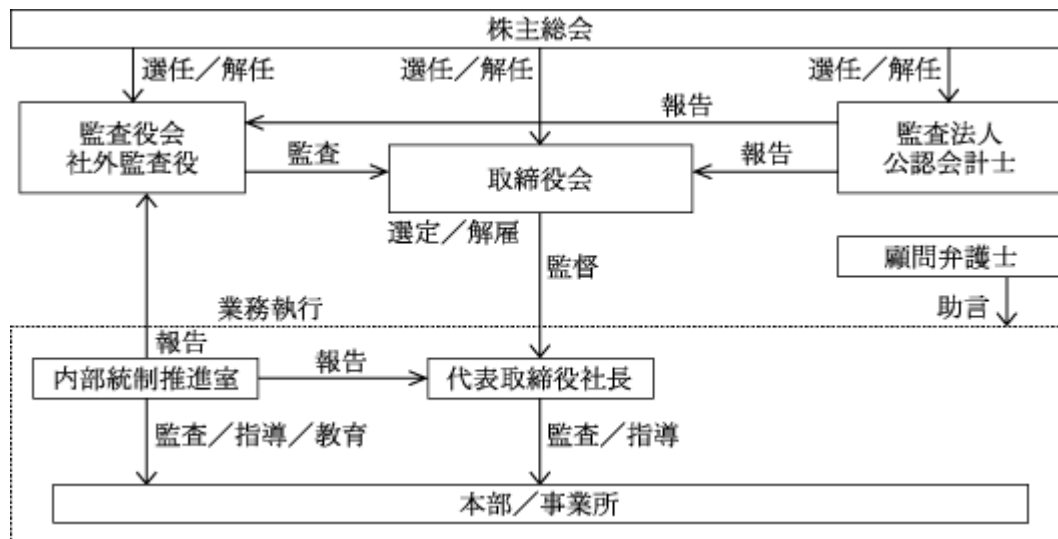 株主総会
選任／解任
選任／解任
選任／解任
報告
監査役会
社外監査役
監査
取締役会
報告
監査法人
公認会計士
選定／解雇
監督
顧問弁護士
助言
業務執行
報告
内部統制推進室
報告
代表取締役社長
監査／指導／教育
監査／指導
本部／事業所